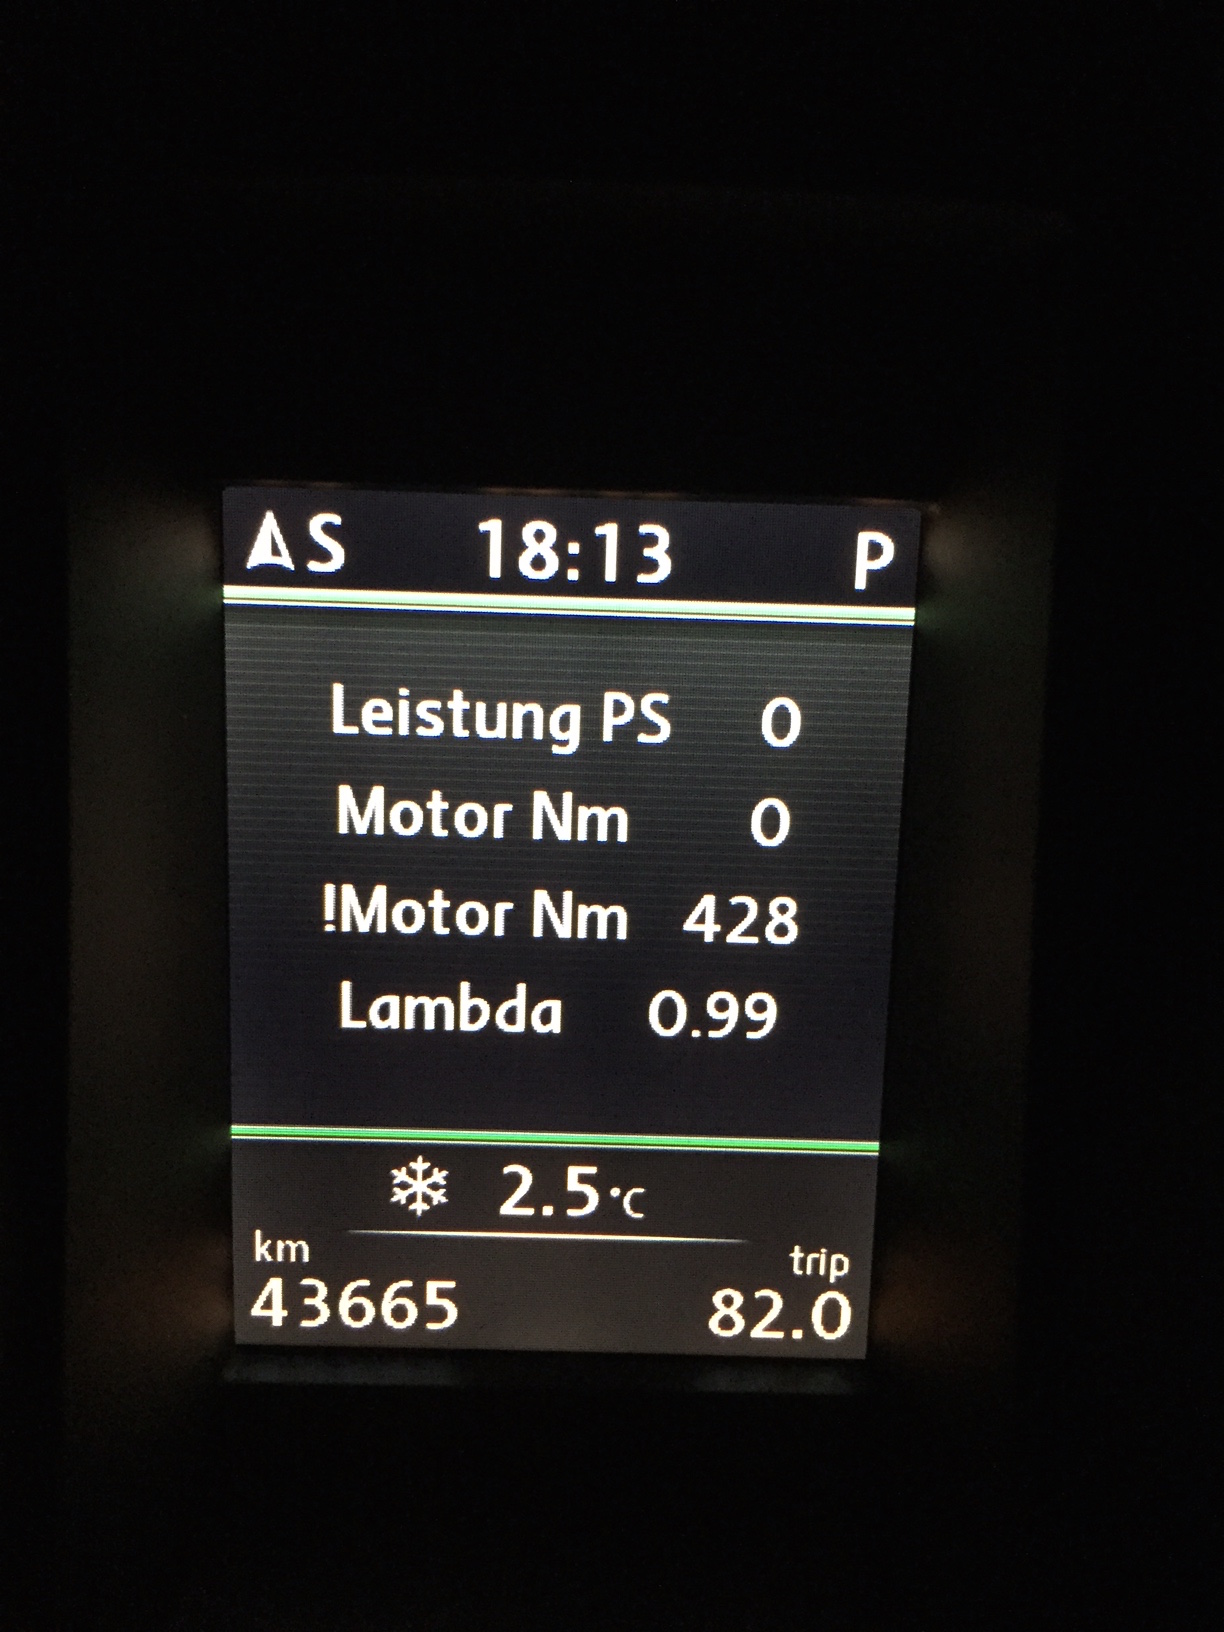 S 18:13 P
Leistung PS 0
Motor Nm 0
!Motor Nm 428
Lambda 0.99
2.5°C
km trip
43665 82.0